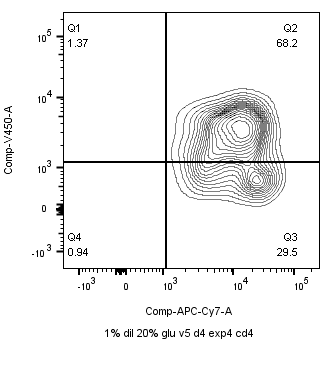 Q1
1.37
Q2
68.2
10^5
10^4
10^3
0
-10^3
Comp-V450-A
Q4
0.94
Q3
29.5
-10^3 0 10^3 10^4 10^5
Comp-APC-Cy7-A
1% dil 20% glu v5 d4 exp4 cd4